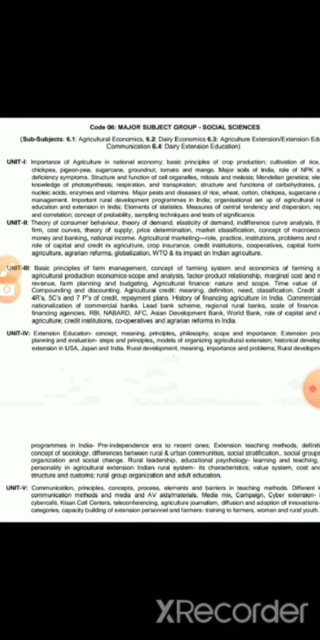 Code 06: MAJOR SUBJECT GROUP - SOCIAL SCIENCES
(Sub-Subjects: 6.1: Agricultural Economics, 6.2: Dairy Economics 6.3: Agriculture Extension/Extension Edu
Communication 6.4: Dairy Extension Education)
UNIT-I: Importance of Agriculture in national economy; basic principles of crop production; cultivation of rice,
chickpea, pigeon-pea, sugarcane, groundnut, tomato and mango. Major soils of India, role of NPK a
deficiency symptoms. Structure and function of cell organelles, mitosis and meiosis; Mendelian genetics; ele
knowledge of photosynthesis; respiration, and transpiration; structure and functions of carbohydrates, p
nucleic acids, enzymes and vitamins. Major pests and diseases of rice, wheat, cotton, chickpea, sugarcane
management. Important rural development programmes in India; organisational set up of agricultural re
education and extension in India; Elements of statistics. Measures of central tendency and dispersion, reg
and correlation; concept of probability, sampling techniques and tests of significance.
UNIT-II: Theory of consumer behaviour, theory of demand, elasticity of demand, indifference curve analysis, th
firm, cost curves, theory of supply, price determination, market classification, concept of macroeco
money and banking, national income. Agricultural marketing—role, practice, institutions, problems and
role of capital and credit in agriculture, crop insurance, credit institutions, cooperatives, capital form
agriculture, agrarian reforms, globalization, WTO & its impact on Indian agriculture.
UNIT-III: Basic principles of farm management, concept of farming system and economics of farming s
agricultural production economics-scope and analysis, factor-product relationship, marginal cost and m
revenue, farm planning and budgeting. Agricultural finance: nature and scope. Time value of
Compounding and discounting. Agricultural credit: meaning, definition, need, classification. Credit a
4R's, 5C's and 7 P's of credit, repayment plans. History of financing agriculture in India. Commercial
nationalization of commercial banks. Lead bank scheme, regional rural banks, scale of finance.
financing agencies, RBI, NABARD, AFC, Asian Development Bank, World Bank, role of capital and c
agriculture; credit institutions, co-operatives and agrarian reforms in India.
UNIT-IV: Extension Education- concept, meaning, principles, philosophy, scope and importance; Extension pro
planning and evaluation- steps and principles, models of organizing agricultural extension; historical develop
extension in USA, Japan and India. Rural development, meaning, importance and problems; Rural developm
programmes in India- Pre-independence era to recent ones; Extension teaching methods, definiti
concept of sociology, differences between rural & urban communities, social stratification., social groups
organization and social change. Rural leadership, educational psychology- learning and teaching,
personality in agricultural extension Indian rural system- its characteristics; value system, cost and
structure and customs; rural group organization and adult education.
UNIT-V: Communication, principles, concepts, process, elements and barriers in teaching methods. Different k
communication methods and media and AV aids/materials. Media mix, Campaign, Cyber extension- i
cybercafé, Kisan Call Centers, teleconferencing, agriculture journalism, diffusion and adoption of innovations-
categories, capacity building of extension personnel and farmers- training to farmers, women and rural youth.
XRecorder